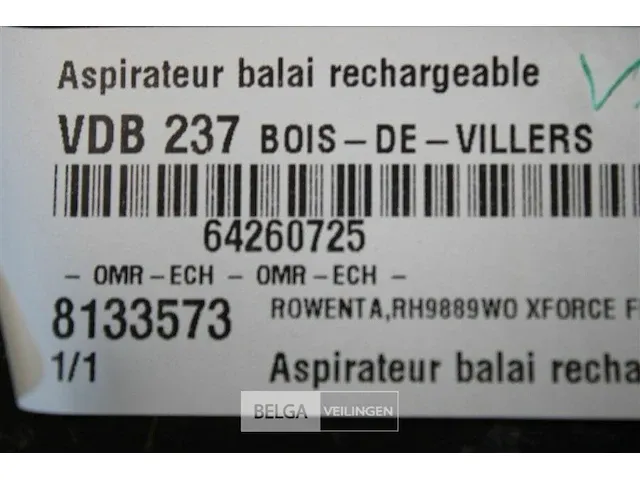 Aspirateur balai rechargeable
VDB 237 BOIS-DE-VILLERS
64260725
- OMR-ECH - OMR-ECH -
8133573 ROWENTA,RH9889WO XFORCE
1/1 Aspirateur balai
BELGA VEILINGEN